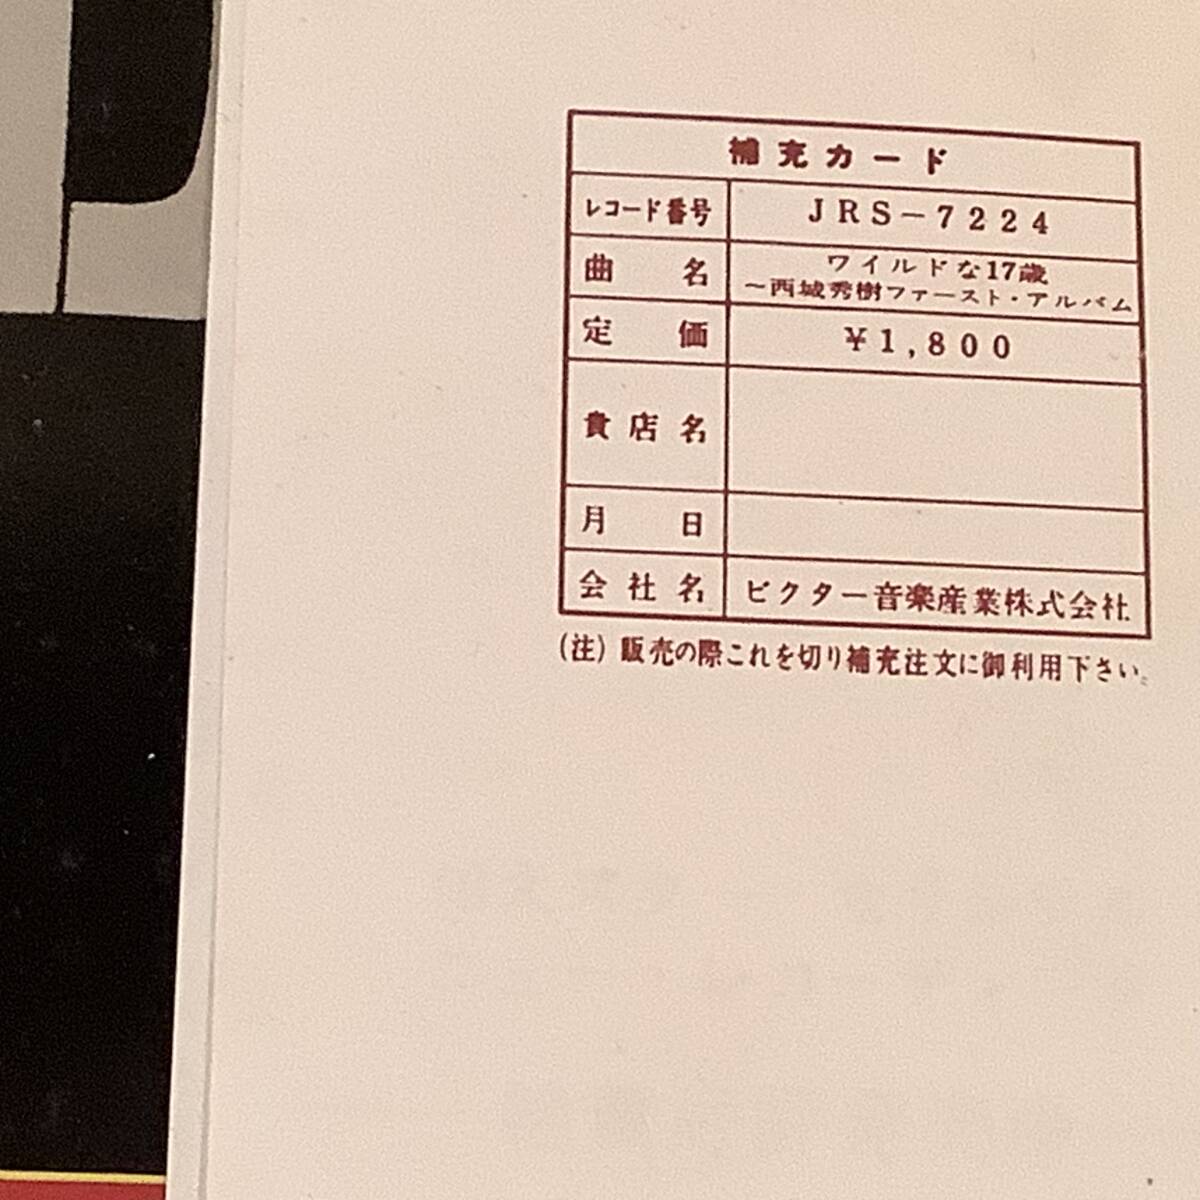 補充カード
レコード番号 JRS-7224
曲名 ワイルドな17歳
~西城秀樹ファースト・アルバム
定価 ¥1,800
貴店名
月日
会社名 ビクター音楽産業株式会社
(注) 販売の際これを切り補充注文に御利用下さい。